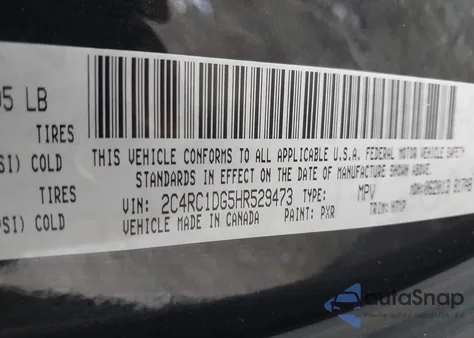 05 LB
TIRES
SI) COLD
TIRES
PSI) COLD
THIS VEHICLE CONFORMS TO ALL APPLICABLE U.S.A. FEDERAL MOTOR VEHICLE SAFETY
STANDARDS IN EFFECT ON THE DATE OF MANUFACTURE SHOWN ABOVE.
VIN: 2C4RC1DG5HR529473 TYPE: MPV
VEHICLE MADE IN CANADA PAINT: PXR TRIM:
autoSnap